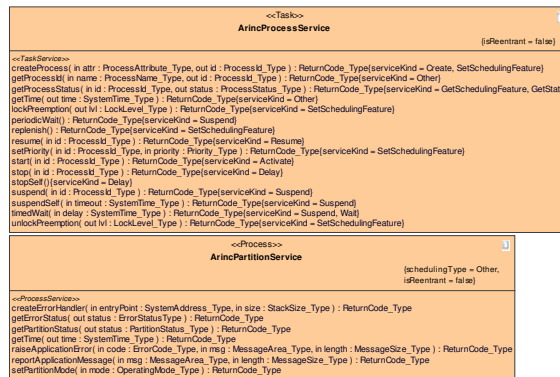 <<Task>>
ArincProcessService
{isReentrant = false}
<<TaskService>>
createProcess( in attr : ProcessAttribute_Type, out id : ProcessId_Type ) : ReturnCode_Type{serviceKind = Create, SetSchedulingFeature}
getProcessId( in name : ProcessName_Type, out id : ProcessId_Type ) : ReturnCode_Type{serviceKind = Other}
getProcessStatus( in id : ProcessId_Type, out status : ProcessStatus_Type ) : ReturnCode_Type{serviceKind = GetSchedulingFeature, GetStat
getTime( out time : SystemTime_Type ) : ReturnCode_Type{serviceKind = Other}
lockPreemption( out lvl : LockLevel_Type ) : ReturnCode_Type{serviceKind = SetSchedulingFeature}
periodicWait() : ReturnCode_Type{serviceKind = Suspend}
replenish() : ReturnCode_Type{serviceKind = SetSchedulingFeature}
resume( in id : ProcessId_Type ) : ReturnCode_Type{serviceKind = Resume}
setPriority( in id : ProcessId_Type, in priority : Priority_Type ) : ReturnCode_Type{serviceKind = SetSchedulingFeature}
start( in id : ProcessId_Type ) : ReturnCode_Type{serviceKind = Activate}
stop( in id : ProcessId_Type ) : ReturnCode_Type{serviceKind = Delay}
stopSelf(){serviceKind = Delay}
suspend( in id : ProcessId_Type ) : ReturnCode_Type{serviceKind = Suspend}
suspendSelf( in timeout : SystemTime_Type ) : ReturnCode_Type{serviceKind = Suspend}
timedWait( in delay : SystemTime_Type ) : ReturnCode_Type{serviceKind = Suspend, Wait}
unlockPreemption( out lvl : LockLevel_Type ) : ReturnCode_Type{serviceKind = SetSchedulingFeature}
<<Process>>
ArincPartitionService
{schedulingType = Other,
isReentrant = false}
<<ProcessService>>
createErrorHandler( in entryPoint : SystemAddress_Type, in size : StackSize_Type ) : ReturnCode_Type
getErrorStatus( out status : ErrorStatusType ) : ReturnCode_Type
getPartitionStatus( out status : PartitionStatus_Type ) : ReturnCode_Type
getTime( out time : SystemTime_Type ) : ReturnCode_Type
raiseApplicationError( in code : ErrorCode_Type, in msg : MessageArea_Type, in length : MessageSize_Type ) : ReturnCode_Type
reportApplicationMessage( in msg : MessageArea_Type, in length : MessageSize_Type ) : ReturnCode_Type
setPartitionMode( in mode : OperatingMode_Type ) : ReturnCode_Type